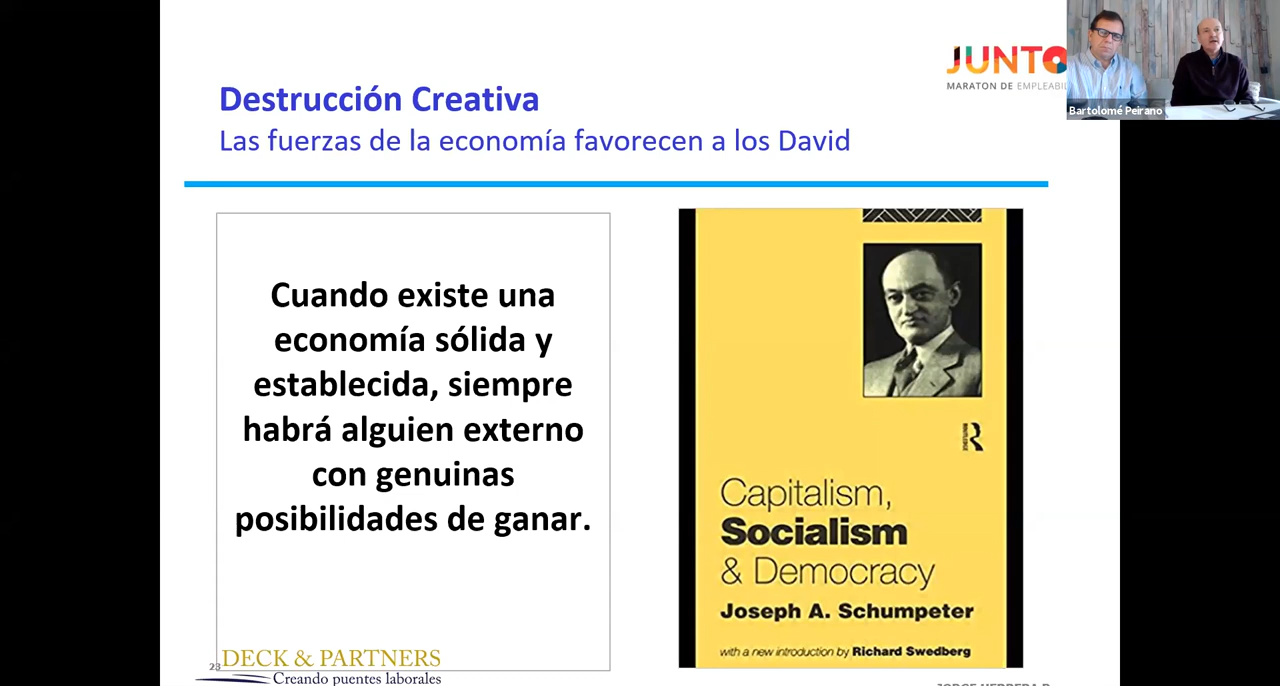 JUNTO
MARATON DE EMPLEABI
Bartolomé Peirano
Destrucción Creativa
Las fuerzas de la economía favorecen a los David
Cuando existe una
economía sólida y
establecida, siempre
habrá alguien externo
con genuinas
posibilidades de ganar.
R
ROUTLEDGE
Capitalism,
Socialism
& Democracy
Joseph A. Schumpeter
with a new introduction by Richard Swedberg
23
DECK & PARTNERS
Creando puentes laborales